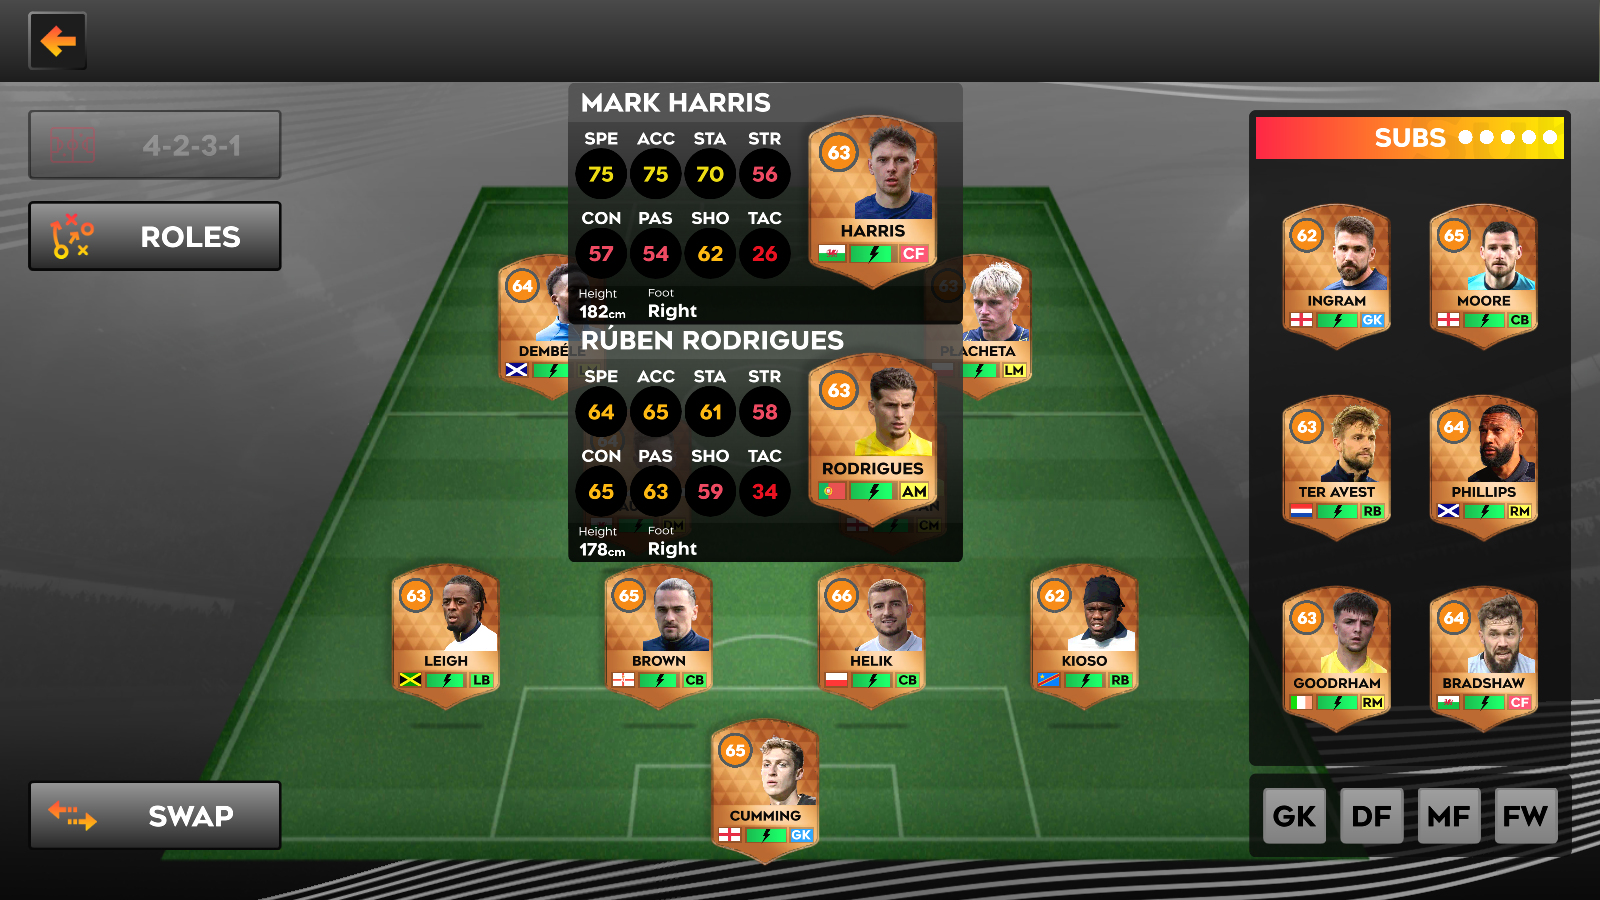 4-2-3-1
ROLES
SWAP
MARK HARRIS
SPE ACC STA STR
75 75 70 56
CON PAS SHO TAC
57 54 62 26
Height Foot
182cm Right
63
HARRIS
CF
RÚBEN RODRIGUES
SPE ACC STA STR
64 65 61 58
CON PAS SHO TAC
65 63 59 34
Height Foot
178cm Right
63
RODRIGUES
AM
64
DEMBÉLÉ
63
PŁACHETA
LM
64
DM
CM
63
LEIGH
LB
65
BROWN
CB
66
HELIK
CB
62
KIOSO
RB
65
CUMMING
GK
SUBS
62
INGRAM
GK
65
MOORE
CB
63
TER AVEST
RB
64
PHILLIPS
RM
63
GOODRHAM
RM
64
BRADSHAW
CF
GK DF MF FW